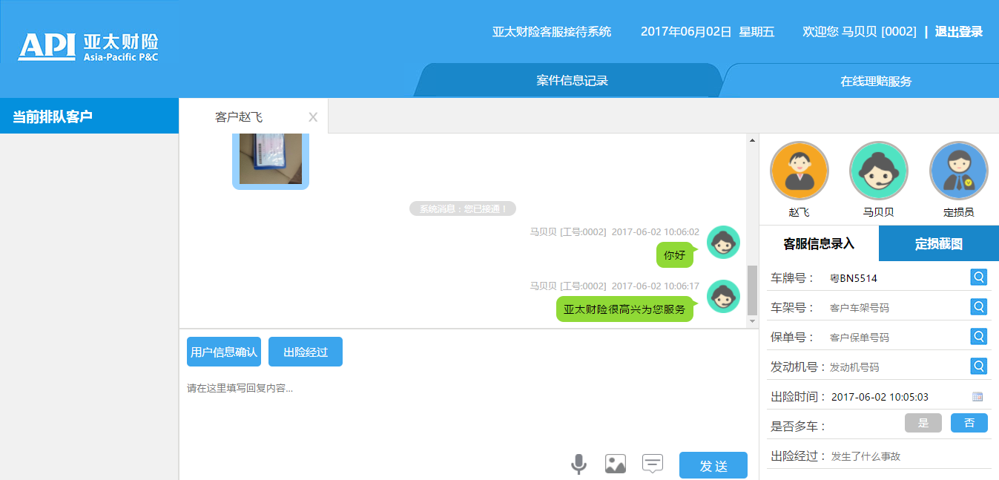 API 亚太财险
Asia-Pacific P&C
亚太财险客服接待系统 2017年06月02日 星期五 欢迎您 马贝贝 [0002] | 退出登录
案件信息记录 在线理赔服务
当前排队客户
客户赵飞 X
系统消息：您已接通！
马贝贝 [工号:0002] 2017-06-02 10:06:02
你好
马贝贝 [工号:0002] 2017-06-02 10:06:17
亚太财险很高兴为您服务
用户信息确认 出险经过
请在这里填写回复内容...
发 送
赵飞 马贝贝 定损员
客服信息录入 定损截图
车牌号： 粤BN5514
车架号： 客户车架号码
保单号： 客户保单号码
发动机号： 发动机号码
出险时间： 2017-06-02 10:05:03
是否多车： 是 否
出险经过： 发生了什么事故